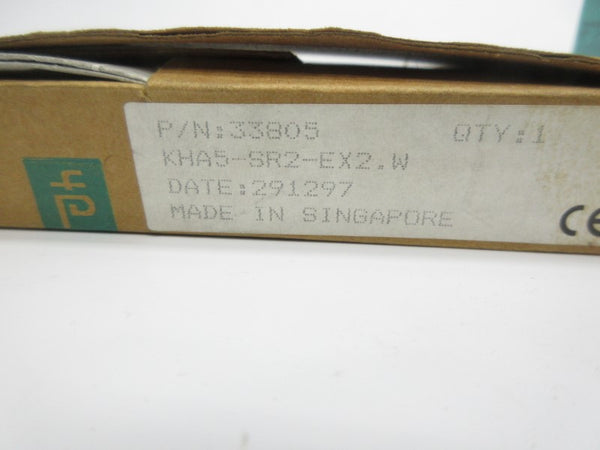 P/N:33805 QTY:1
KHA5-SR2-EX2.W
DATE:291297
MADE IN SINGAPORE
CE